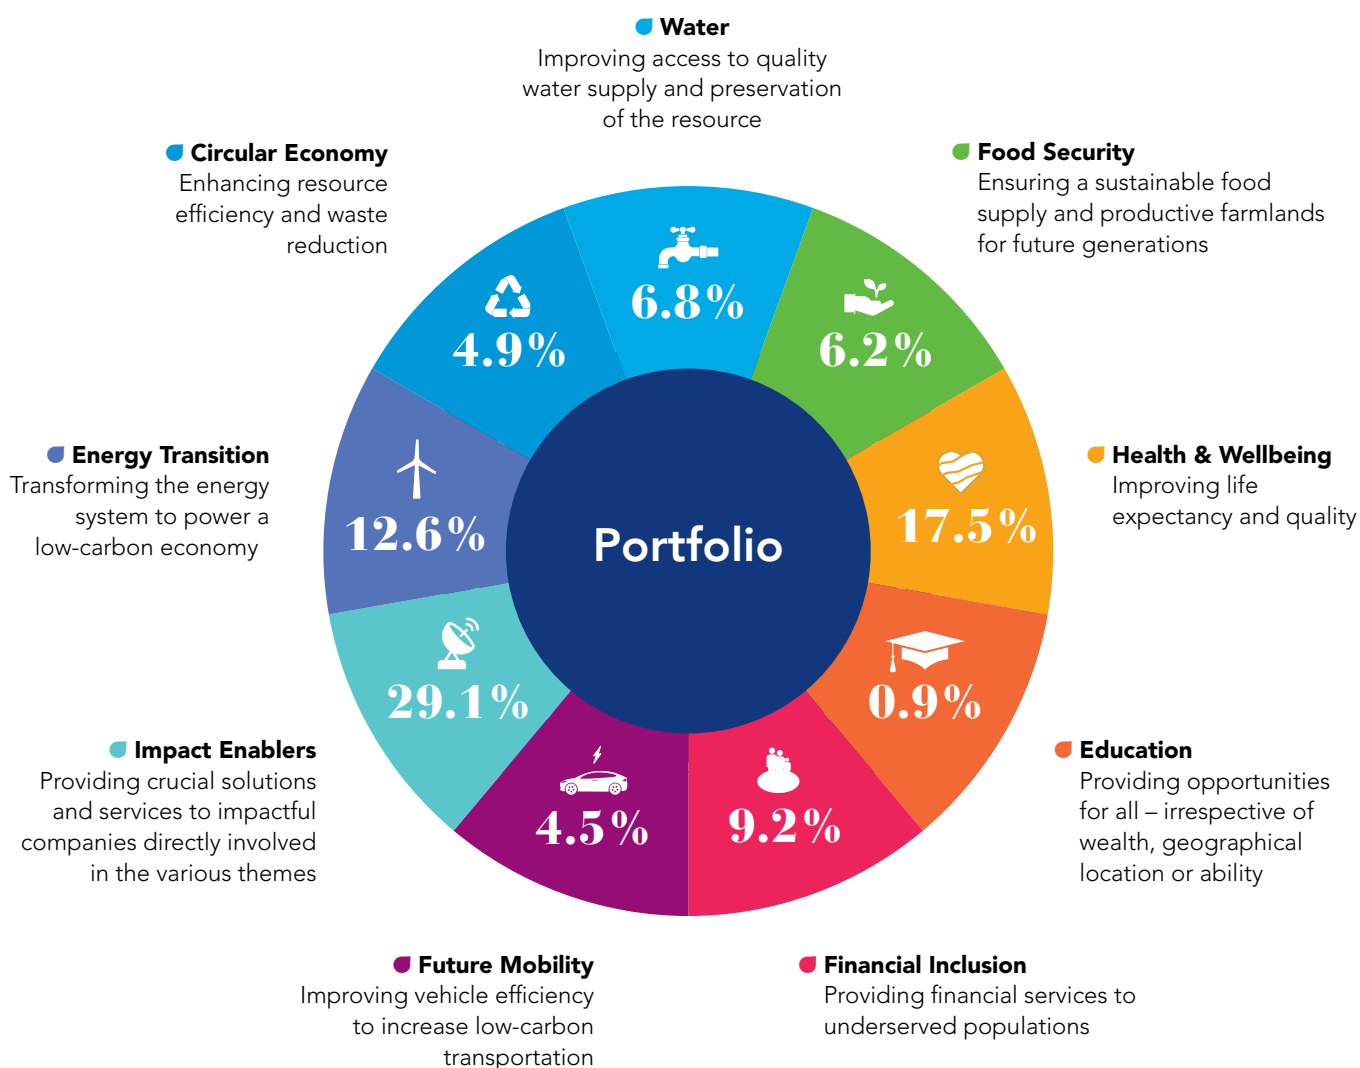 Water
Improving access to quality
water supply and preservation
of the resource
Circular Economy
Enhancing resource
efficiency and waste
reduction
Food Security
Ensuring a sustainable food
supply and productive farmlands
for future generations
6.8%
4.9%
6.2%
Energy Transition
Transforming the energy
system to power a
low-carbon economy
Health & Wellbeing
Improving life
expectancy and quality
12.6%
Portfolio
17.5%
29.1%
0.9%
Impact Enablers
Providing crucial solutions
and services to impactful
companies directly involved
in the various themes
Education
Providing opportunities
for all – irrespective of
wealth, geographical
location or ability
4.5%
9.2%
Future Mobility
Improving vehicle efficiency
to increase low-carbon
transportation
Financial Inclusion
Providing financial services to
underserved populations